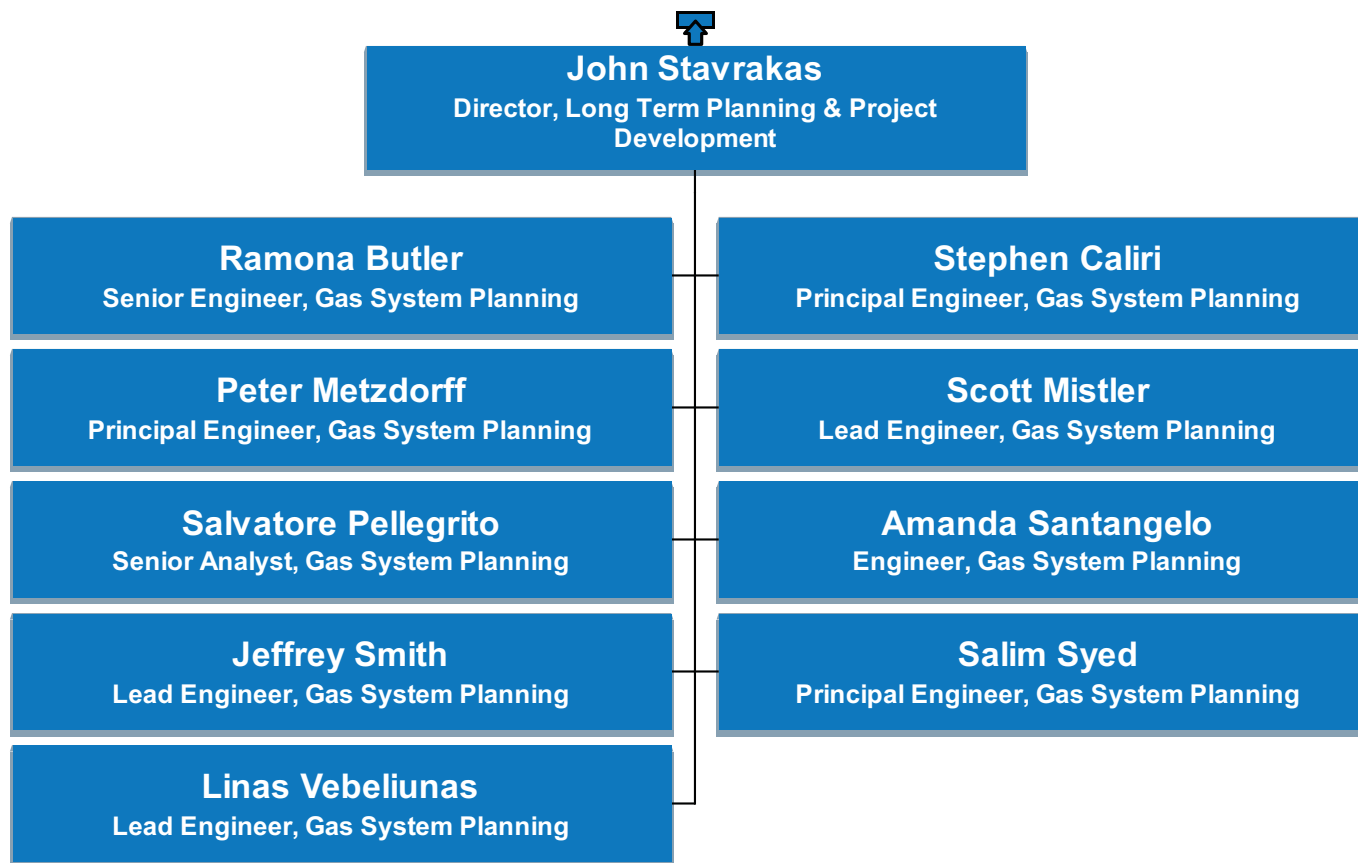 John Stavrakas
Director, Long Term Planning & Project
Development
Ramona Butler
Senior Engineer, Gas System Planning
Stephen Caliri
Principal Engineer, Gas System Planning
Peter Metzdorff
Principal Engineer, Gas System Planning
Scott Mistler
Lead Engineer, Gas System Planning
Salvatore Pellegrito
Senior Analyst, Gas System Planning
Amanda Santangelo
Engineer, Gas System Planning
Jeffrey Smith
Lead Engineer, Gas System Planning
Salim Syed
Principal Engineer, Gas System Planning
Linas Vebeliunas
Lead Engineer, Gas System Planning